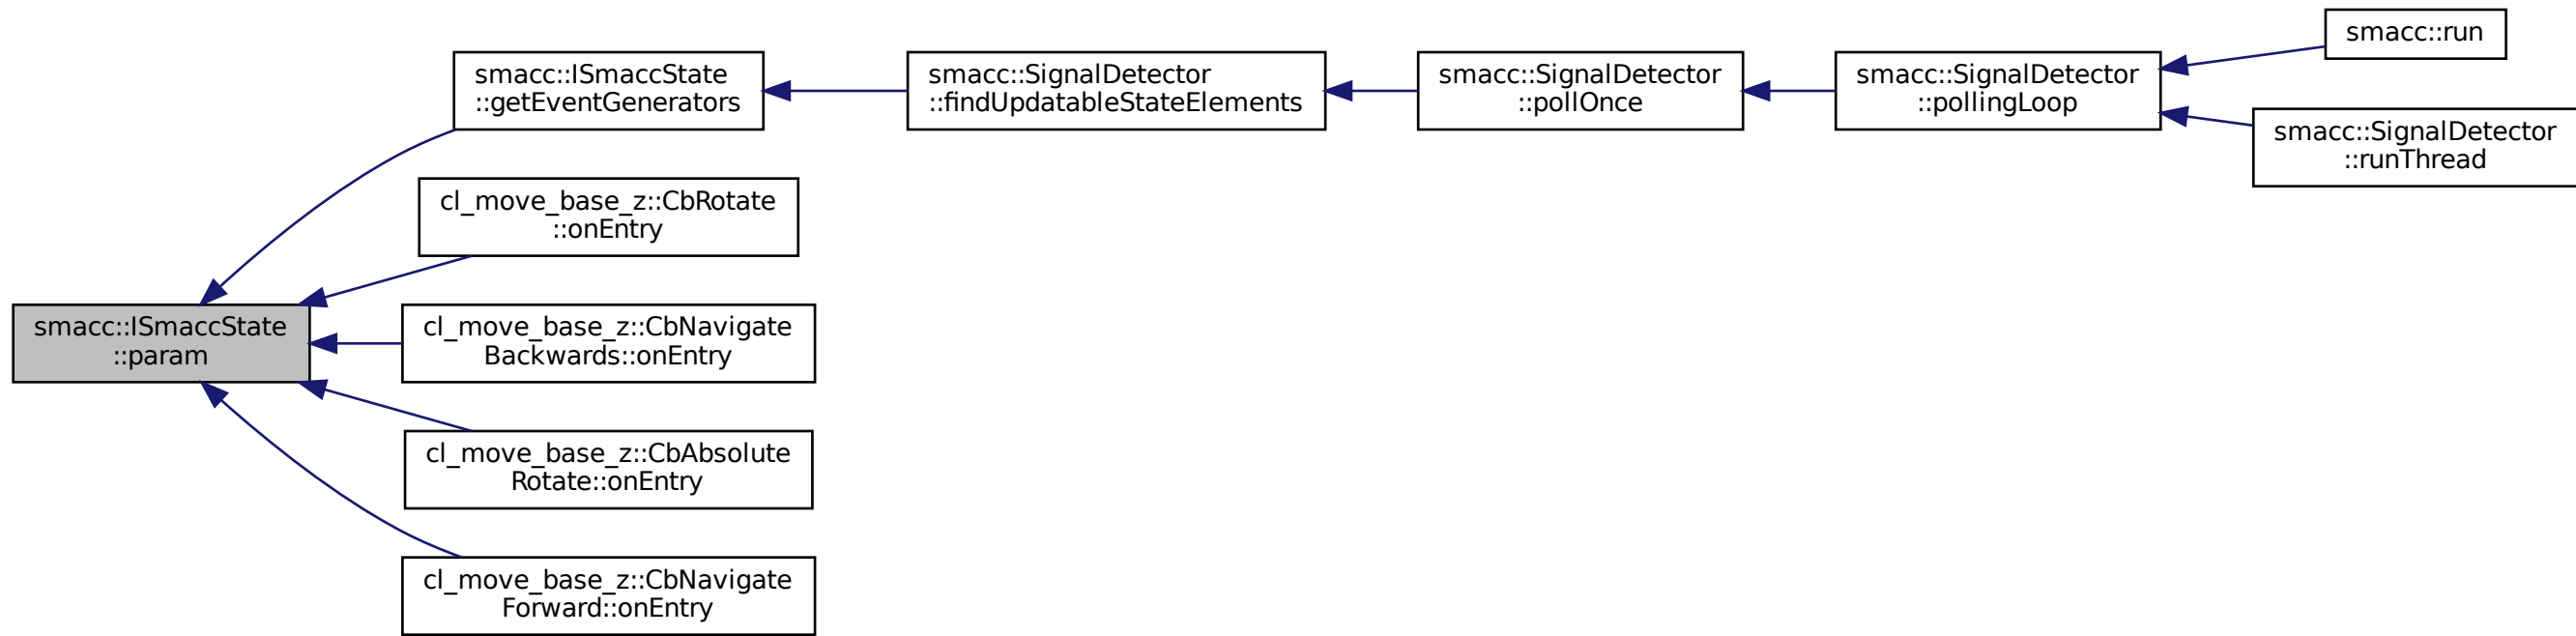 smacc::run
smacc::ISmaccState
::getEventGenerators
smacc::SignalDetector
::findUpdatableStateElements
smacc::SignalDetector
::pollOnce
smacc::SignalDetector
::pollingLoop
smacc::SignalDetector
::runThread
cl_move_base_z::CbRotate
::onEntry
smacc::ISmaccState
::param
cl_move_base_z::CbNavigate
Backwards::onEntry
cl_move_base_z::CbAbsolute
Rotate::onEntry
cl_move_base_z::CbNavigate
Forward::onEntry